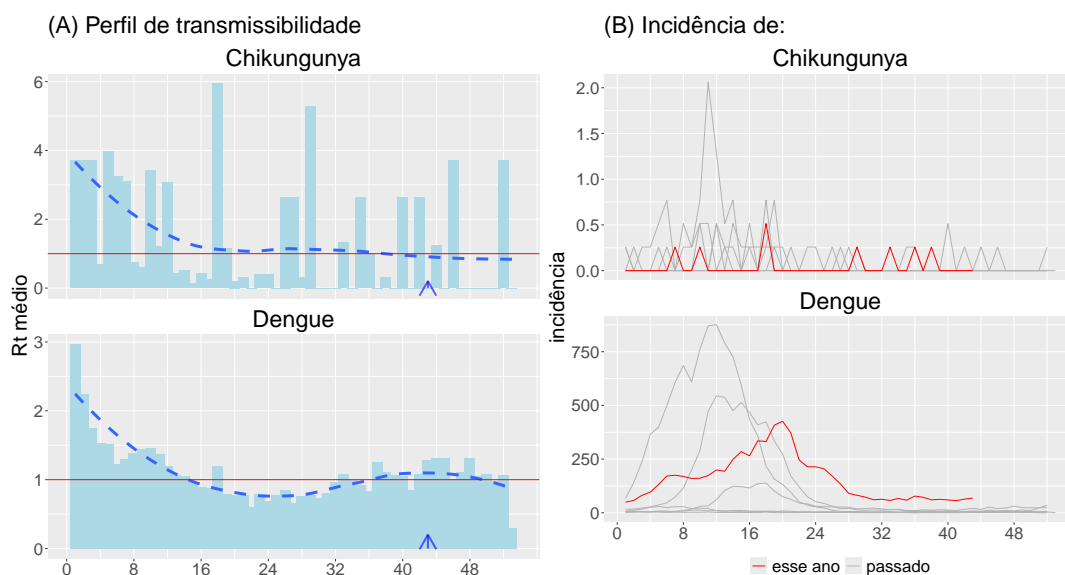 (A) Perfil de transmissibilidade
Chikungunya
6
4
2
0
Dengue
3
2
1
0
0 8 16 24 32 40 48
Rt médio
(B) Incidência de:
Chikungunya
2.0
1.5
1.0
0.5
0.0
Dengue
750
500
250
0
0 8 16 24 32 40 48
incidência
esse ano passado